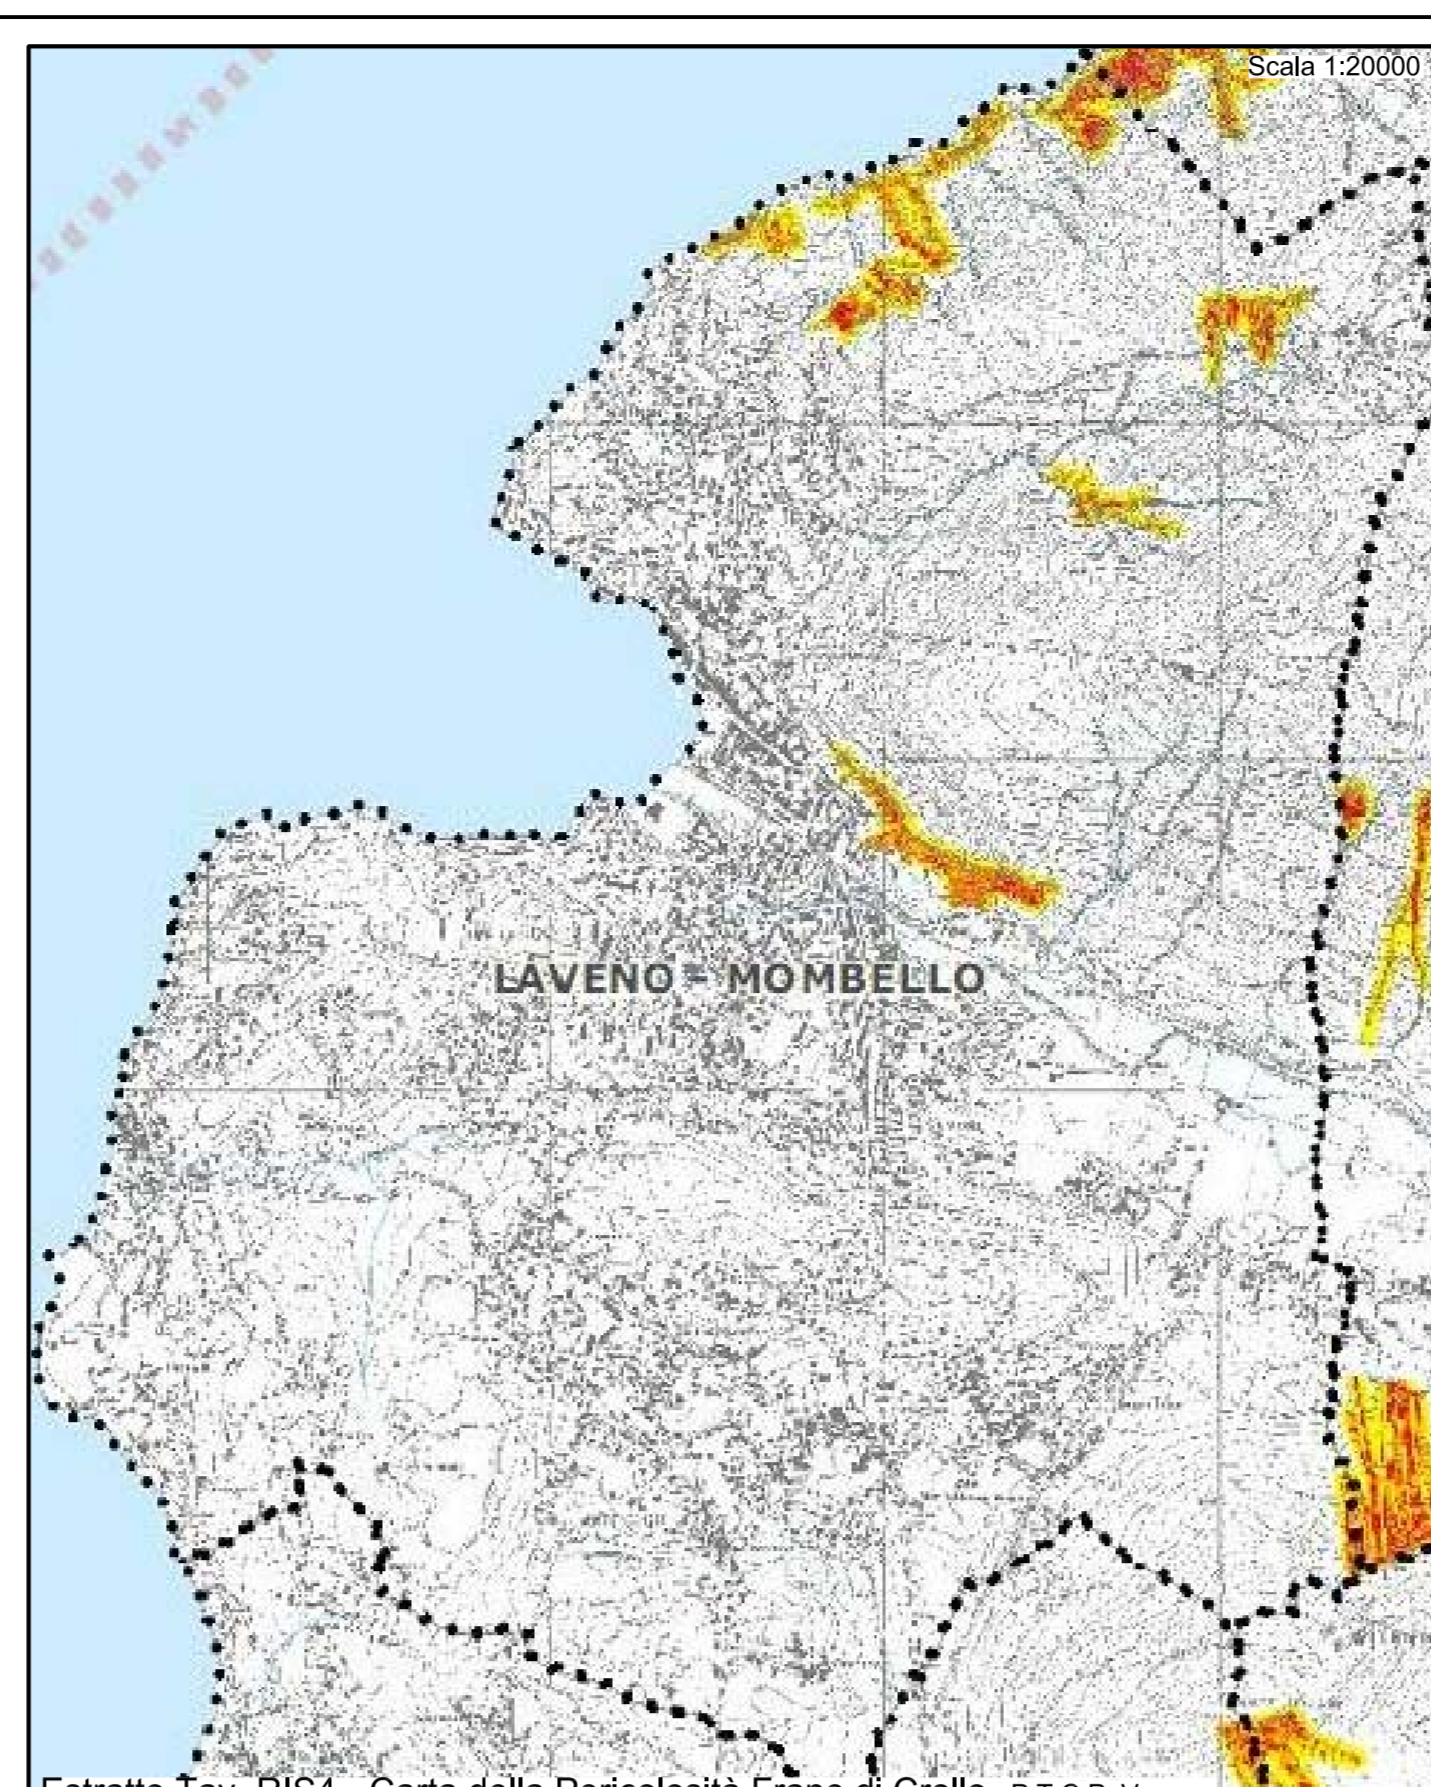 Scala 1:20000
LAVENO - MOMBELLO
Estratto Tav. RIS4 - Carta della Pericolosità Frane di Crollo